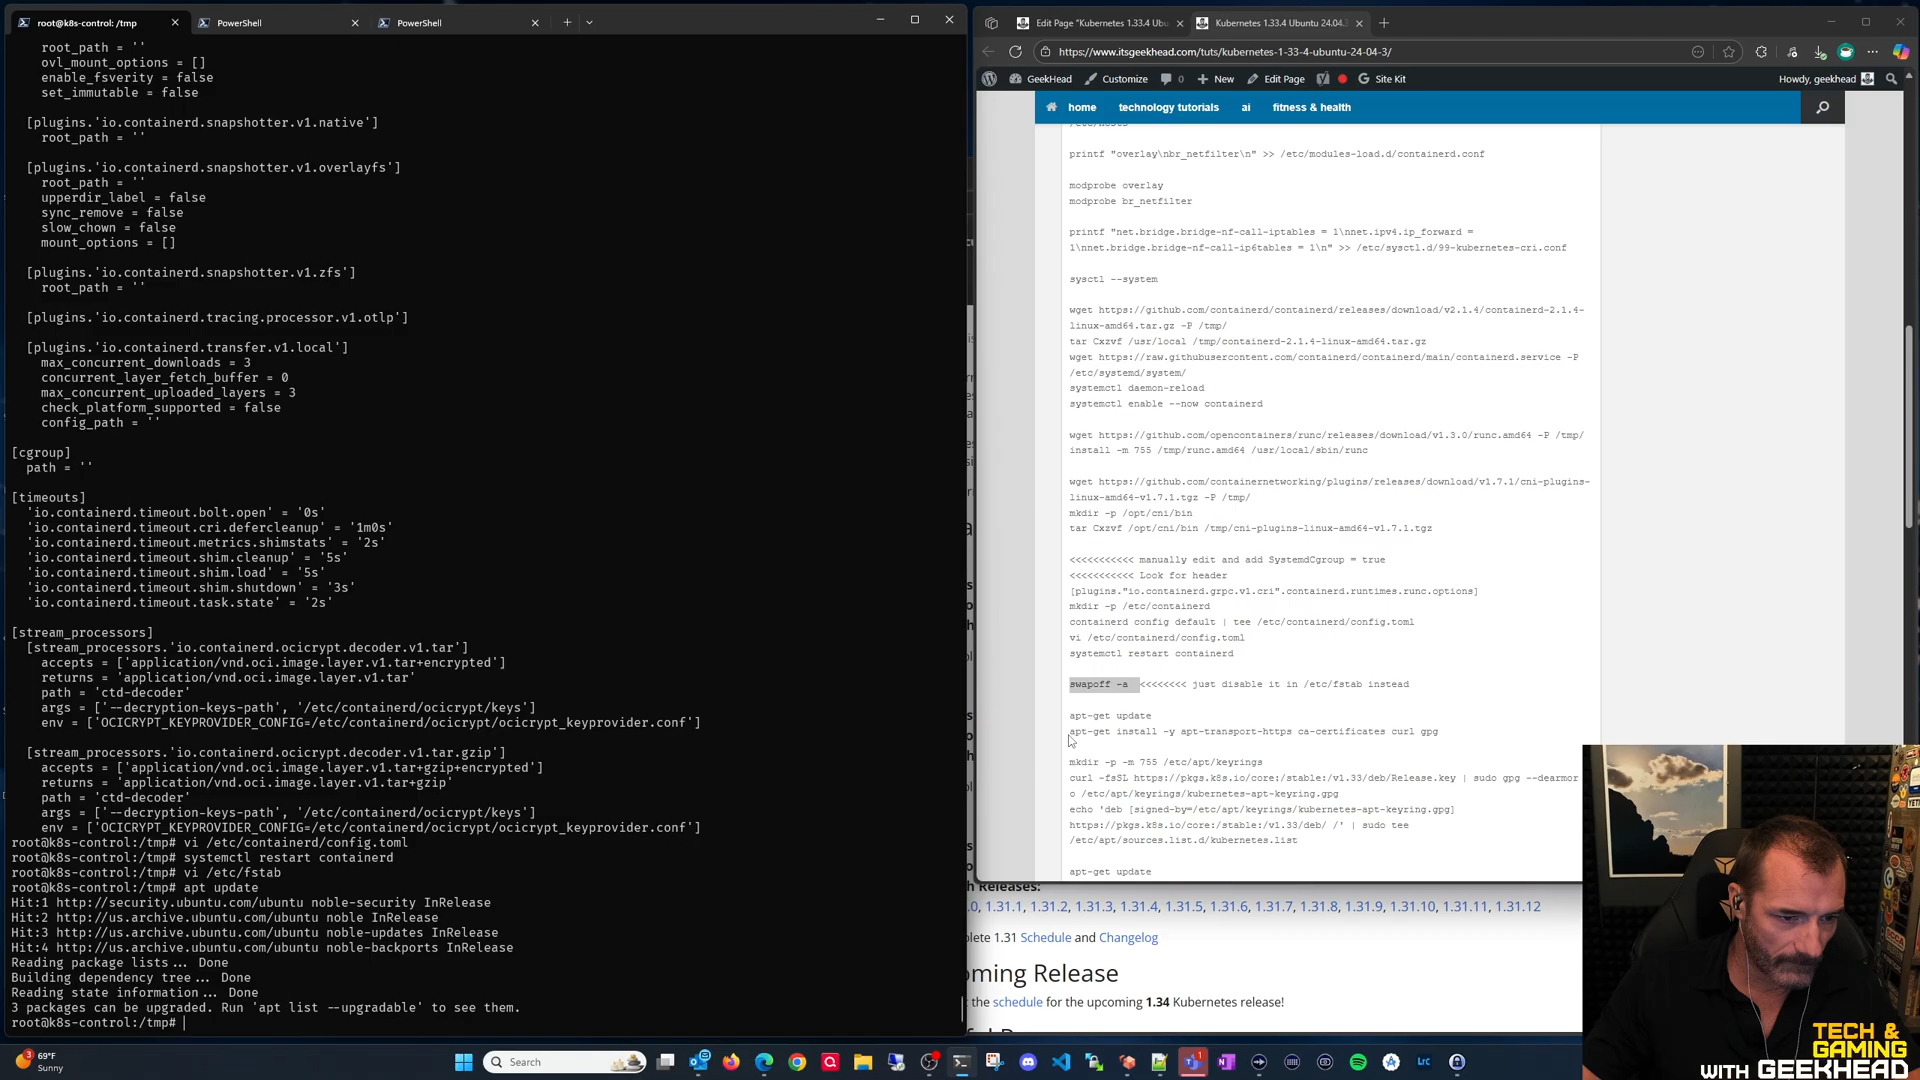 root@k8s-control: /tmp
PowerShell
PowerShell
root_path = ''
ovl_mount_options = []
enable_fsverity = false
set_immutable = false
[plugins.'io.containerd.snapshotter.v1.native']
root_path = ''
[plugins.'io.containerd.snapshotter.v1.overlayfs']
root_path = ''
upperdir_label = false
sync_remove = false
slow_chown = false
mount_options = []
[plugins.'io.containerd.snapshotter.v1.zfs']
root_path = ''
[plugins.'io.containerd.tracing.processor.v1.otlp']
[plugins.'io.containerd.transfer.v1.local']
max_concurrent_downloads = 3
concurrent_layer_fetch_buffer = 0
max_concurrent_uploaded_layers = 3
check_platform_supported = false
config_path = ''
[cgroup]
path = ''
[timeouts]
'io.containerd.timeout.bolt.open' = '0s'
'io.containerd.timeout.cri.defercleanup' = '1m0s'
'io.containerd.timeout.metrics.shimstats' = '2s'
'io.containerd.timeout.shim.cleanup' = '5s'
'io.containerd.timeout.shim.load' = '5s'
'io.containerd.timeout.shim.shutdown' = '3s'
'io.containerd.timeout.task.state' = '2s'
[stream_processors]
[stream_processors.'io.containerd.ocicrypt.decoder.v1.tar']
accepts = ['application/vnd.oci.image.layer.v1.tar+encrypted']
returns = 'application/vnd.oci.image.layer.v1.tar'
path = 'ctd-decoder'
args = ['--decryption-keys-path', '/etc/containerd/ocicrypt/keys']
env = ['OCICRYPT_KEYPROVIDER_CONFIG=/etc/containerd/ocicrypt/ocicrypt_keyprovider.conf']
[stream_processors.'io.containerd.ocicrypt.decoder.v1.tar.gzip']
accepts = ['application/vnd.oci.image.layer.v1.tar+gzip+encrypted']
returns = 'application/vnd.oci.image.layer.v1.tar+gzip'
path = 'ctd-decoder'
args = ['--decryption-keys-path', '/etc/containerd/ocicrypt/keys']
env = ['OCICRYPT_KEYPROVIDER_CONFIG=/etc/containerd/ocicrypt/ocicrypt_keyprovider.conf']
root@k8s-control:/tmp# vi /etc/containerd/config.toml
root@k8s-control:/tmp# systemctl restart containerd
root@k8s-control:/tmp# vi /etc/fstab
root@k8s-control:/tmp# apt update
Hit:1 http://security.ubuntu.com/ubuntu noble-security InRelease
Hit:2 http://us.archive.ubuntu.com/ubuntu noble InRelease
Hit:3 http://us.archive.ubuntu.com/ubuntu noble-updates InRelease
Hit:4 http://us.archive.ubuntu.com/ubuntu noble-backports InRelease
Reading package lists... Done
Building dependency tree... Done
Reading state information... Done
3 packages can be upgraded. Run 'apt list --upgradable' to see them.
root@k8s-control:/tmp#
Edit Page "Kubernetes 1.33.4 Ubu
Kubernetes 1.33.4 Ubuntu 24.04.3
https://www.itsgeekhead.com/tuts/kubernetes-1-33-4-ubuntu-24-04-3/
GeekHead
Customize
0
New
Edit Page
Site Kit
Howdy, geekhead
home
technology tutorials
ai
fitness & health
/etc/hosts
printf "overlay\nbr_netfilter\n" >> /etc/modules-load.d/containerd.conf
modprobe overlay
modprobe br_netfilter
printf "net.bridge.bridge-nf-call-iptables = 1\nnet.ipv4.ip_forward =
1\nnet.bridge.bridge-nf-call-ip6tables = 1\n" >> /etc/sysctl.d/99-kubernetes-cri.conf
sysctl --system
wget https://github.com/containerd/containerd/releases/download/v2.1.4/containerd-2.1.4-
linux-amd64.tar.gz -P /tmp/
tar Cxzvf /usr/local /tmp/containerd-2.1.4-linux-amd64.tar.gz
wget https://raw.githubusercontent.com/containerd/containerd/main/containerd.service -P
/etc/systemd/system/
systemctl daemon-reload
systemctl enable --now containerd
wget https://github.com/opencontainers/runc/releases/download/v1.3.0/runc.amd64 -P /tmp/
install -m 755 /tmp/runc.amd64 /usr/local/sbin/runc
wget https://github.com/containernetworking/plugins/releases/download/v1.7.1/cni-plugins-
linux-amd64-v1.7.1.tgz -P /tmp/
mkdir -p /opt/cni/bin
tar Cxzvf /opt/cni/bin /tmp/cni-plugins-linux-amd64-v1.7.1.tgz
<<<<<<<<<<< manually edit and add SystemdCgroup = true
<<<<<<<<<<< Look for header
[plugins."io.containerd.grpc.v1.cri".containerd.runtimes.runc.options]
mkdir -p /etc/containerd
containerd config default | tee /etc/containerd/config.toml
vi /etc/containerd/config.toml
systemctl restart containerd
swapoff -a <<<<<<<< just disable it in /etc/fstab instead
apt-get update
apt-get install -y apt-transport-https ca-certificates curl gpg
mkdir -p -m 755 /etc/apt/keyrings
curl -fsSL https://pkgs.k8s.io/core:/stable:/v1.33/deb/Release.key | sudo gpg --dearmor
o /etc/apt/keyrings/kubernetes-apt-keyring.gpg
echo 'deb [signed-by=/etc/apt/keyrings/kubernetes-apt-keyring.gpg]
https://pkgs.k8s.io/core:/stable:/v1.33/deb/ /' | sudo tee
/etc/apt/sources.list.d/kubernetes.list
apt-get update
h Releases:
.0, 1.31.1, 1.31.2, 1.31.3, 1.31.4, 1.31.5, 1.31.6, 1.31.7, 1.31.8, 1.31.9, 1.31.10, 1.31.11, 1.31.12
plete 1.31 Schedule and Changelog
oming Release
t the schedule for the upcoming 1.34 Kubernetes release!
TECH &
GAMING
WITH GEEKHEAD
3
69°F
Sunny
Search
1
Lrc